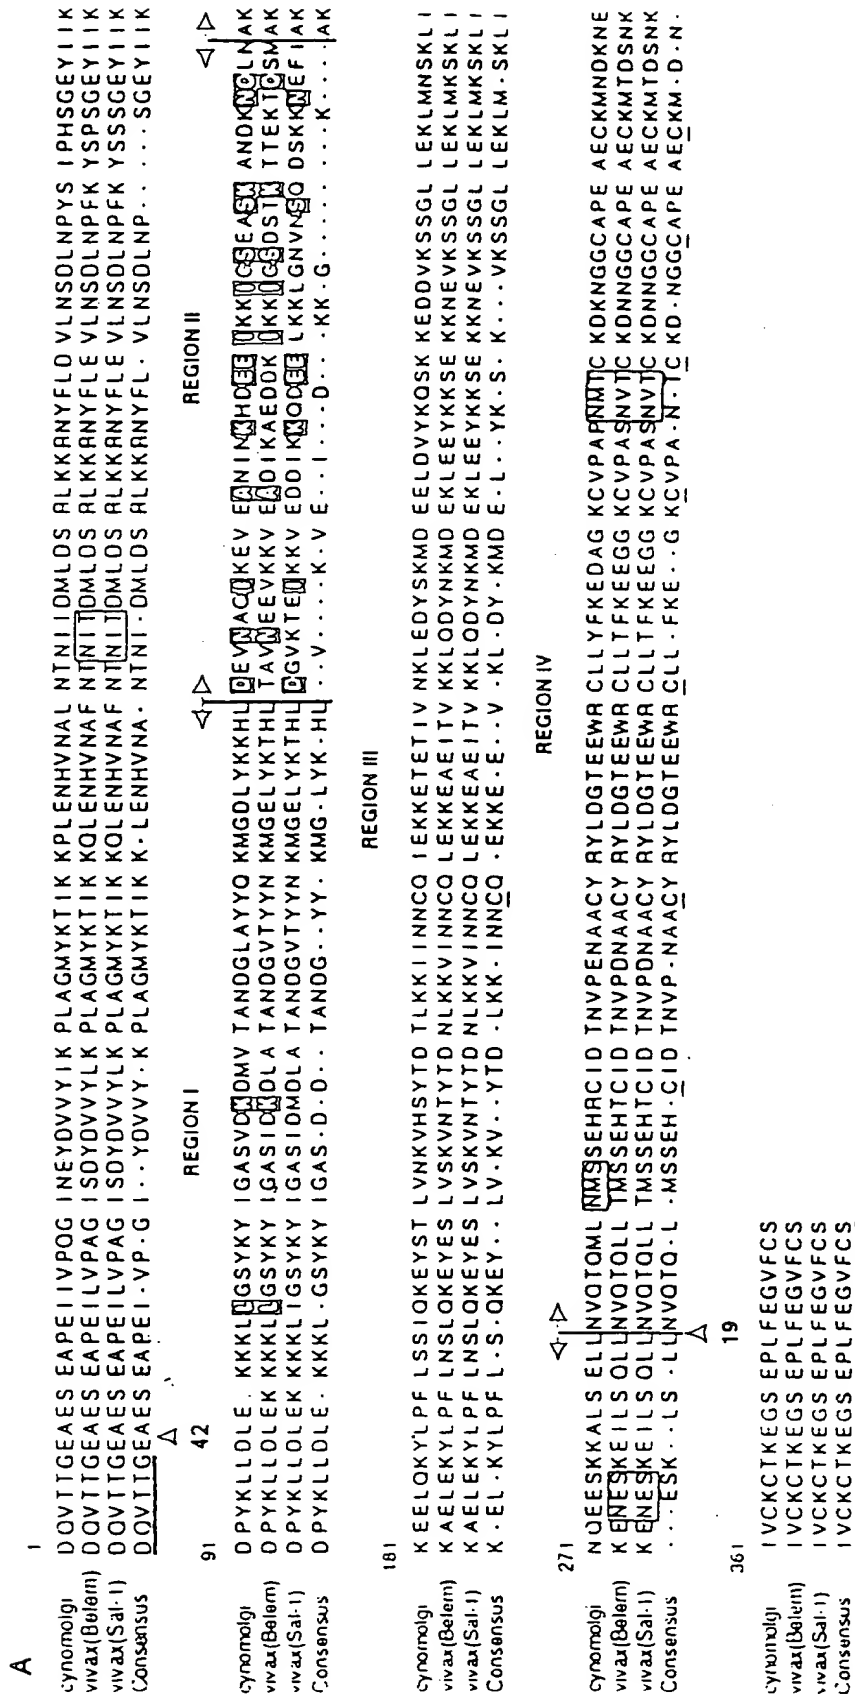 A
1
cynomolgi DQVTTGEAES EAPEIIVPQG INEYDVVYIK PLAGMYKTIK KPLENHVNAL NTNIIDMLDS RLKKRNYFLD VLNSDLNPYS IPHSGEYIIK
vivax(Belem) DQVTTGEAES EAPEILVPAG ISDYDVVYLK PLAGMYKTIK KQLENHVNAF NTNITDMLDS RLKKRNYFLE VLNSDLNPFK YSPSGEYIIK
vivax(Sal-1) DQVTTGEAES EAPEILVPAG ISDYDVVYLK PLAGMYKTIK KQLENHVNAF NTNITDMLDS RLKKRNYFLE VLNSDLNPFK YSSSGEYIIK
Consensus DQVTTGEAES EAPEI-VP-G I--YDVVY-K PLAGMYKTIK K-LENHVNA- NTNI-DMLDS RLKKRNYFL- VLNSDLNP-- ---SGEYIIK
42
REGION I REGION II
91
cynomolgi DPYKLLDLE. KKKLLGSYKY IGASVDKDMV TANDGLAYYQ KMGDLYKKHL DEVNACIKEV EANINKHDEE IKKIGSEASK ANDKNQLNAK
vivax(Belem) DPYKLLDLEK KKKLLGSYKY IGASIDKDLA TANDGVTYYN KMGELYKTHL TAVNEEVKKV EADIKAEDDK IKKIGSDSTK TTEKTQSMAK
vivax(Sal-1) DPYKLLDLEK KKKLIGSYKY IGASIDMDLA TANDGVTYYN KMGELYKTHL DGVKTEIKKV EDDIKKQDEE LKKLGNVNSQ DSKKNEFIAK
Consensus DPYKLLDLE- KKKL-GSYKY IGAS-D-D-- TANDG--YY- KMG-LYK-HL --V----K-V E--I---D-- -KK-G----- ---K----AK
REGION III
181
cynomolgi KEELQKYLPF LSSIQKEYST LVNKVHSYTD TLKKIINNCQ IEKKETETIV NKLEDYSKMD EELDVYKQSK KEDDVKSSGL LEKLMNSKLI
vivax(Belem) KAELEKYLPF LNSLQKEYES LVSKVNTYTD NLKKVINNCQ LEKKEAEITV KKLQDYNKMD EKLEEYKKSE KKNEVKSSGL LEKLMKSKLI
vivax(Sal-1) KAELEKYLPF LNSLQKEYES LVSKVNTYTD NLKKVINNCQ LEKKEAEITV KKLQDYNKMD EKLEEYKKSE KKNEVKSSGL LEKLMKSKLI
Consensus K-EL-KYLPF L-S-QKEY-- LV-KV--YTD -LKK-INNCQ -EKKE-E--V -KL-DY-KMD E-L--YK-S- K---VKSSGL LEKLM-SKLI
REGION IV
271
cynomolgi NQEESKKALS ELLNVQTQML NMSSEHRCID TNVPENAACY RYLDGTEEWR CLLYFKEDAG KCVPAPNMTC KDKNGGCAPE AECKMNDKNE
vivax(Belem) KENESKEILS QLLNVQTQLL TMSSEHTCID TNVPDNAACY RYLDGTEEWR CLLTFKEEGG KCVPASNVTC KDNNGGCAPE AECKMTDSNK
vivax(Sal-1) KENESKEILS QLLNVQTQLL TMSSEHTCID TNVPDNAACY RYLDGTEEWR CLLTFKEEGG KCVPASNVTC KDNNGGCAPE AECKMTDSNK
Consensus ---ESK--LS -LLNVQTQ-L -MSSEH-CID TNVP-NAACY RYLDGTEEWR CLL-FKE--G KCVPA-N-TC KD-NGGCAPE AECKM-D-N-
19
361
cynomolgi IVCKCTKEGS EPLFEGVFCS
vivax(Belem) IVCKCTKEGS EPLFEGVFCS
vivax(Sal-1) IVCKCTKEGS EPLFEGVFCS
Consensus IVCKCTKEGS EPLFEGVFCS